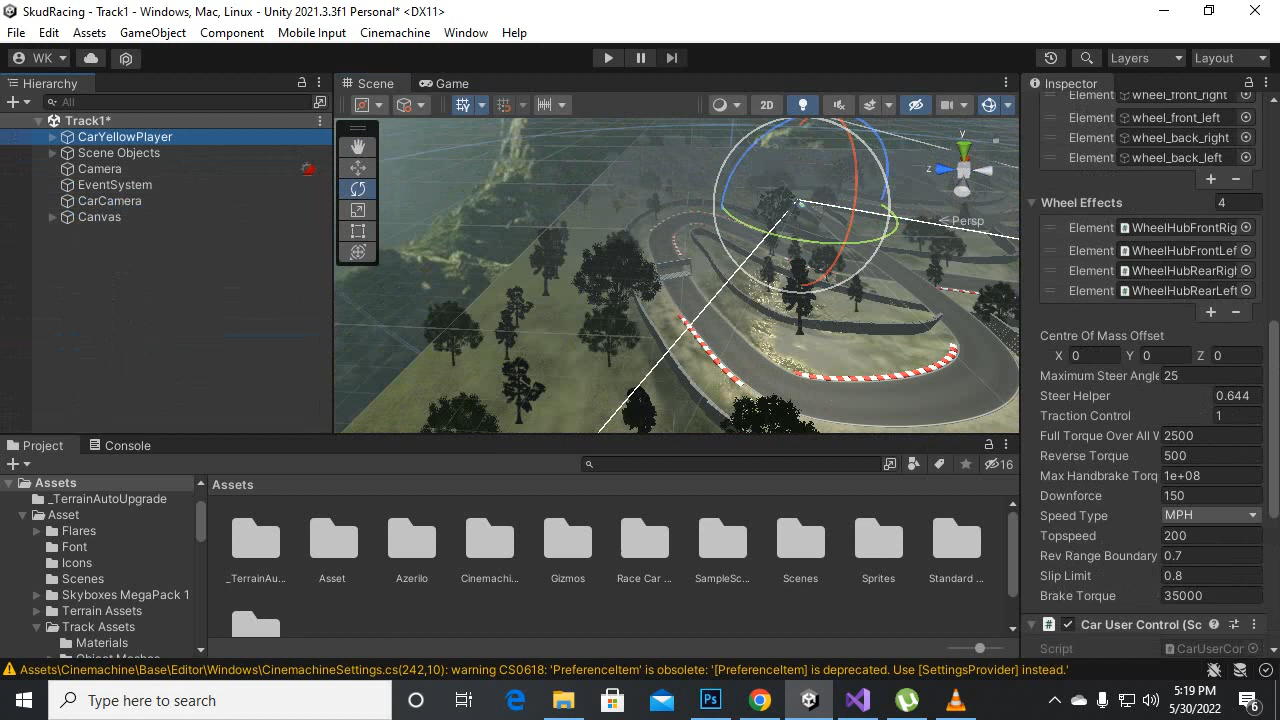 SkudRacing - Track1 - Windows, Mac, Linux - Unity 2021.3.3f1 Personal* <DX11>
File Edit Assets GameObject Component Mobile Input Cinemachine Window Help
WK Layers Layout
Hierarchy
All
Track1*
CarYellowPlayer
Scene Objects
Camera
EventSystem
CarCamera
Canvas
Scene Game
2D
y
z
Persp
Inspector
Element wheel_front_right
Element wheel_front_left
Element wheel_back_right
Element wheel_back_left
Wheel Effects 4
Element WheelHubFrontRig
Element WheelHubFrontLef
Element WheelHubRearRigl
Element WheelHubRearLeft
Centre Of Mass Offset
X 0 Y 0 Z 0
Maximum Steer Angle 25
Steer Helper 0.644
Traction Control 1
Full Torque Over All W 2500
Reverse Torque 500
Max Handbrake Torq 1e+08
Downforce 150
Speed Type MPH
Topspeed 200
Rev Range Boundary 0.7
Slip Limit 0.8
Brake Torque 35000
Car User Control (Sc
Script CarUserCor
Project Console
16
Assets
_TerrainAutoUpgrade
Asset
Flares
Font
Icons
Scenes
Skyboxes MegaPack 1
Terrain Assets
Track Assets
Materials
Object Meshes
Assets
_TerrainAu... Asset Azerilo Cinemachi... Gizmos Race Car ... SampleSc... Scenes Sprites Standard ...
Assets\Cinemachine\Base\Editor\Windows\CinemachineSettings.cs(242,10): warning CS0618: 'PreferenceItem' is obsolete: '[PreferenceItem] is deprecated. Use [SettingsProvider] instead.'
Type here to search
Ps
5:19 PM
5/30/2022
6